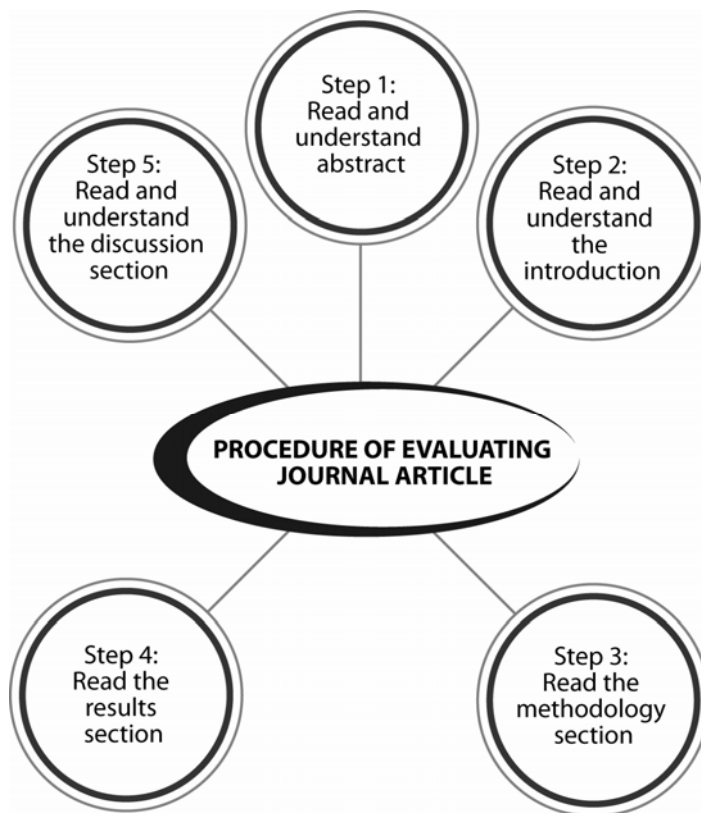 Step 1:
Read and
understand
abstract
Step 2:
Read and
understand
the
introduction
Step 3:
Read the
methodology
section
Step 4:
Read the
results
section
Step 5:
Read and
understand
the discussion
section
PROCEDURE OF EVALUATING
JOURNAL ARTICLE